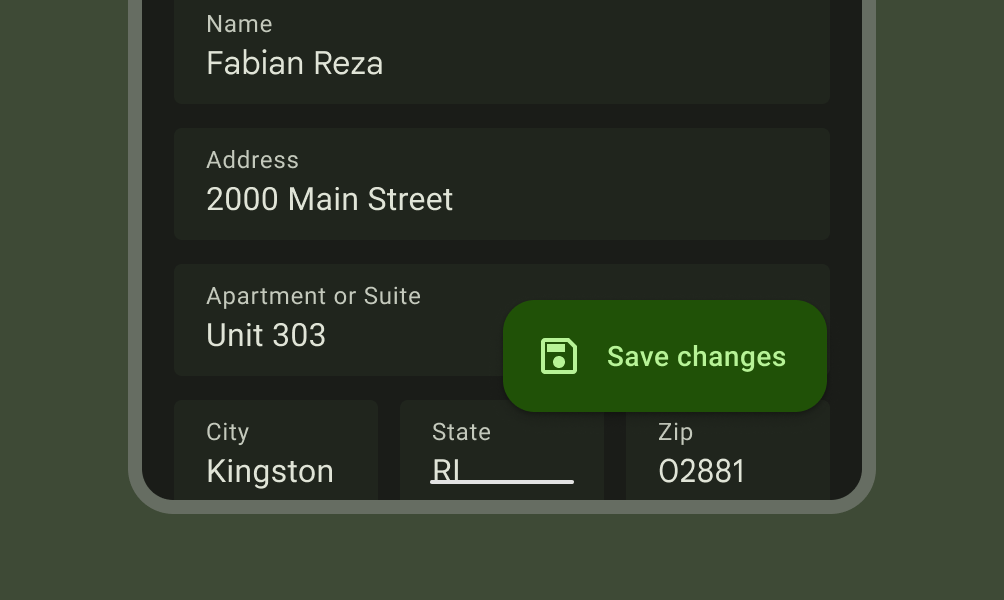 Name
Fabian Reza
Address
2000 Main Street
Apartment or Suite
Unit 303
Save changes
City
Kingston
State
RI
Zip
02881